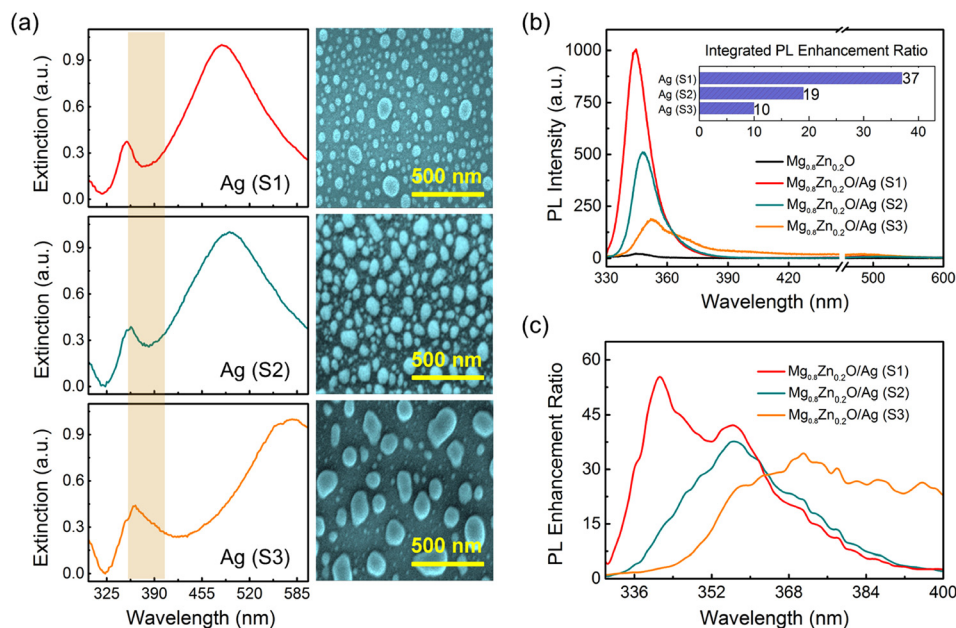 (a)
Extinction (a.u.)
0.9
0.6
0.3
0.0
Ag (S1)
500 nm
Extinction (a.u.)
0.9
0.6
0.3
0.0
Ag (S2)
500 nm
Extinction (a.u.)
0.9
0.6
0.3
0.0
Ag (S3)
500 nm
325 390 455 520 585
Wavelength (nm)
(b)
PL Intensity (a.u.)
1000
750
500
250
0
Integrated PL Enhancement Ratio
Ag (S1) 37
Ag (S2) 19
Ag (S3) 10
0 10 20 30 40
Mg₀.₈Zn₀.₂O
Mg₀.₈Zn₀.₂O/Ag (S1)
Mg₀.₈Zn₀.₂O/Ag (S2)
Mg₀.₈Zn₀.₂O/Ag (S3)
330 360 390 420 500 600
Wavelength (nm)
(c)
PL Enhancement Ratio
60
45
30
15
0
Mg₀.₈Zn₀.₂O/Ag (S1)
Mg₀.₈Zn₀.₂O/Ag (S2)
Mg₀.₈Zn₀.₂O/Ag (S3)
336 352 368 384 400
Wavelength (nm)